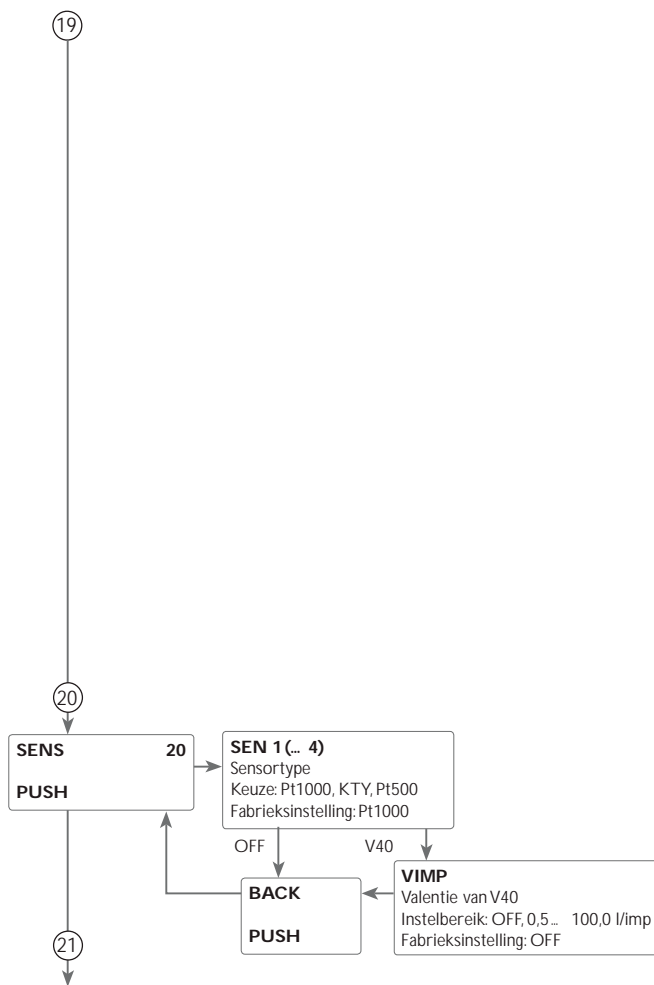 19
20
SENS 20
PUSH
SEN 1 (... 4)
Sensortype
Keuze: Pt1000, KTY, Pt500
Fabrieksinstelling: Pt1000
OFF
V40
BACK
PUSH
VIMP
Valentie van V40
Instelbereik: OFF, 0,5 ... 100,0 l/imp
Fabrieksinstelling: OFF
21